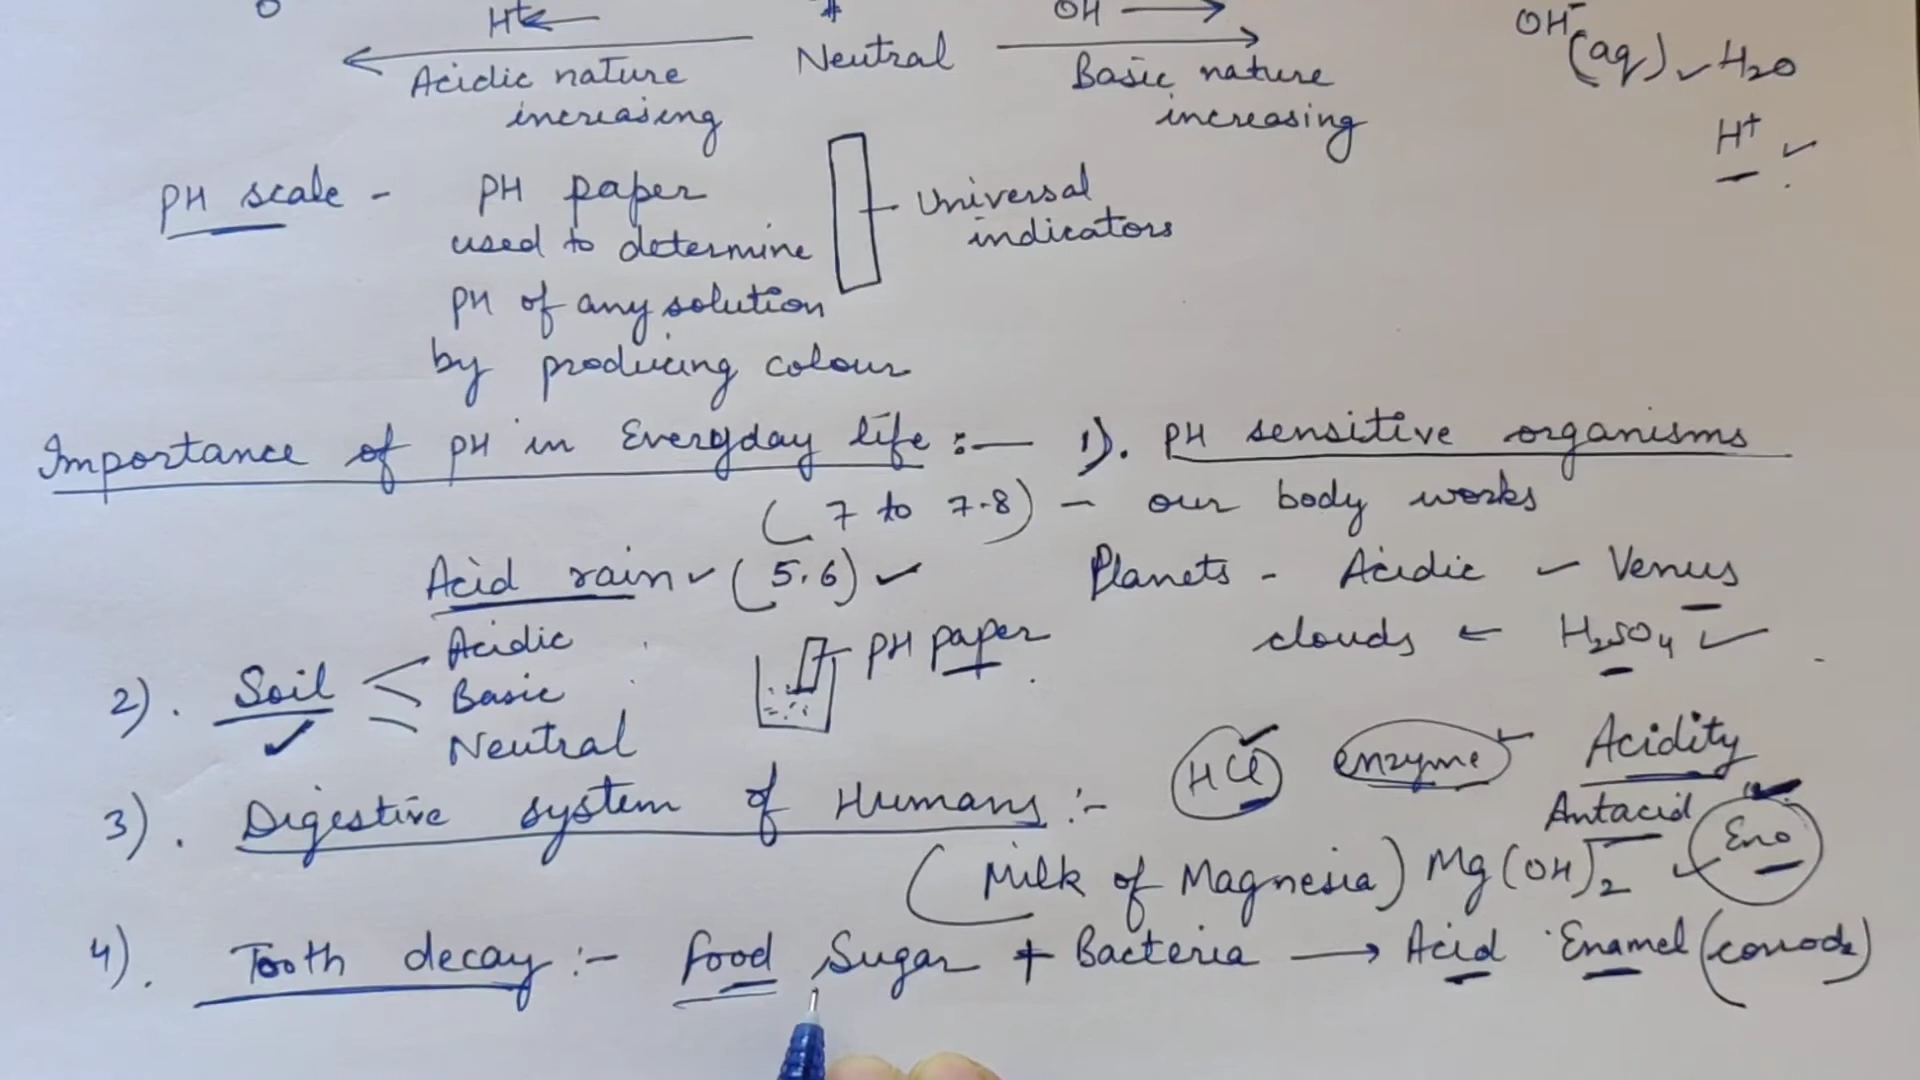 H+ ← OH →
Acidic nature increasing Neutral Basic nature increasing
OH-(aq) ✓ H2O
H+ ✓
PH scale - PH paper
used to determine
PH of any solution
by producing colour
Universal
indicators
Importance of PH in Everyday life :— 1). PH sensitive organisms
(7 to 7.8) - our body works
Acid rain ✓ (5.6) ✓ Planets - Acidic - Venus
clouds ← H2SO4 ✓
2). Soil ✓
Acidic
Basic
Neutral
PH paper
3). Digestive system of Humans :- HCl enzyme Acidity
Antacid
(Milk of Magnesia) Mg(OH)2 ✓ Eno
4). Tooth decay :- food, Sugar + Bacteria → Acid Enamel